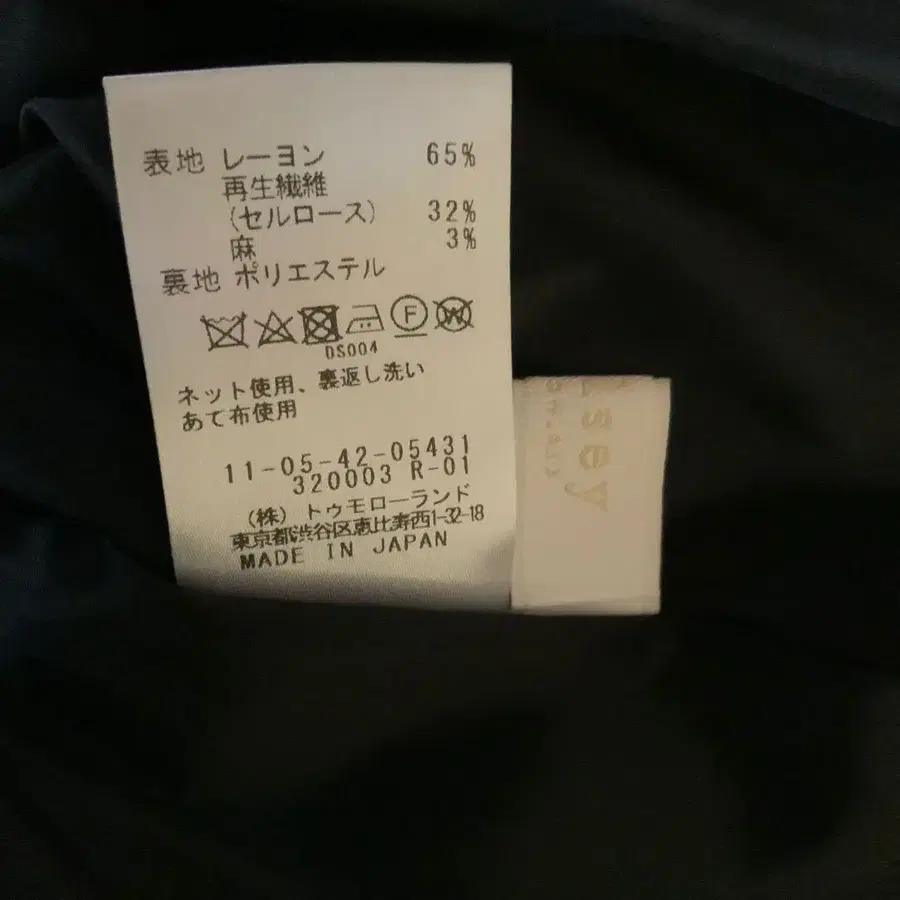 表地 レーヨン 65%
再生繊維
(セルロース) 32%
麻 3%
裏地 ポリエステル
F W
DS004
ネット使用、裏返し洗い
あて布使用
11-05-42-05431
320003 R-01
(株) トゥモローランド
東京都渋谷区恵比寿西1-32-18
MADE IN JAPAN